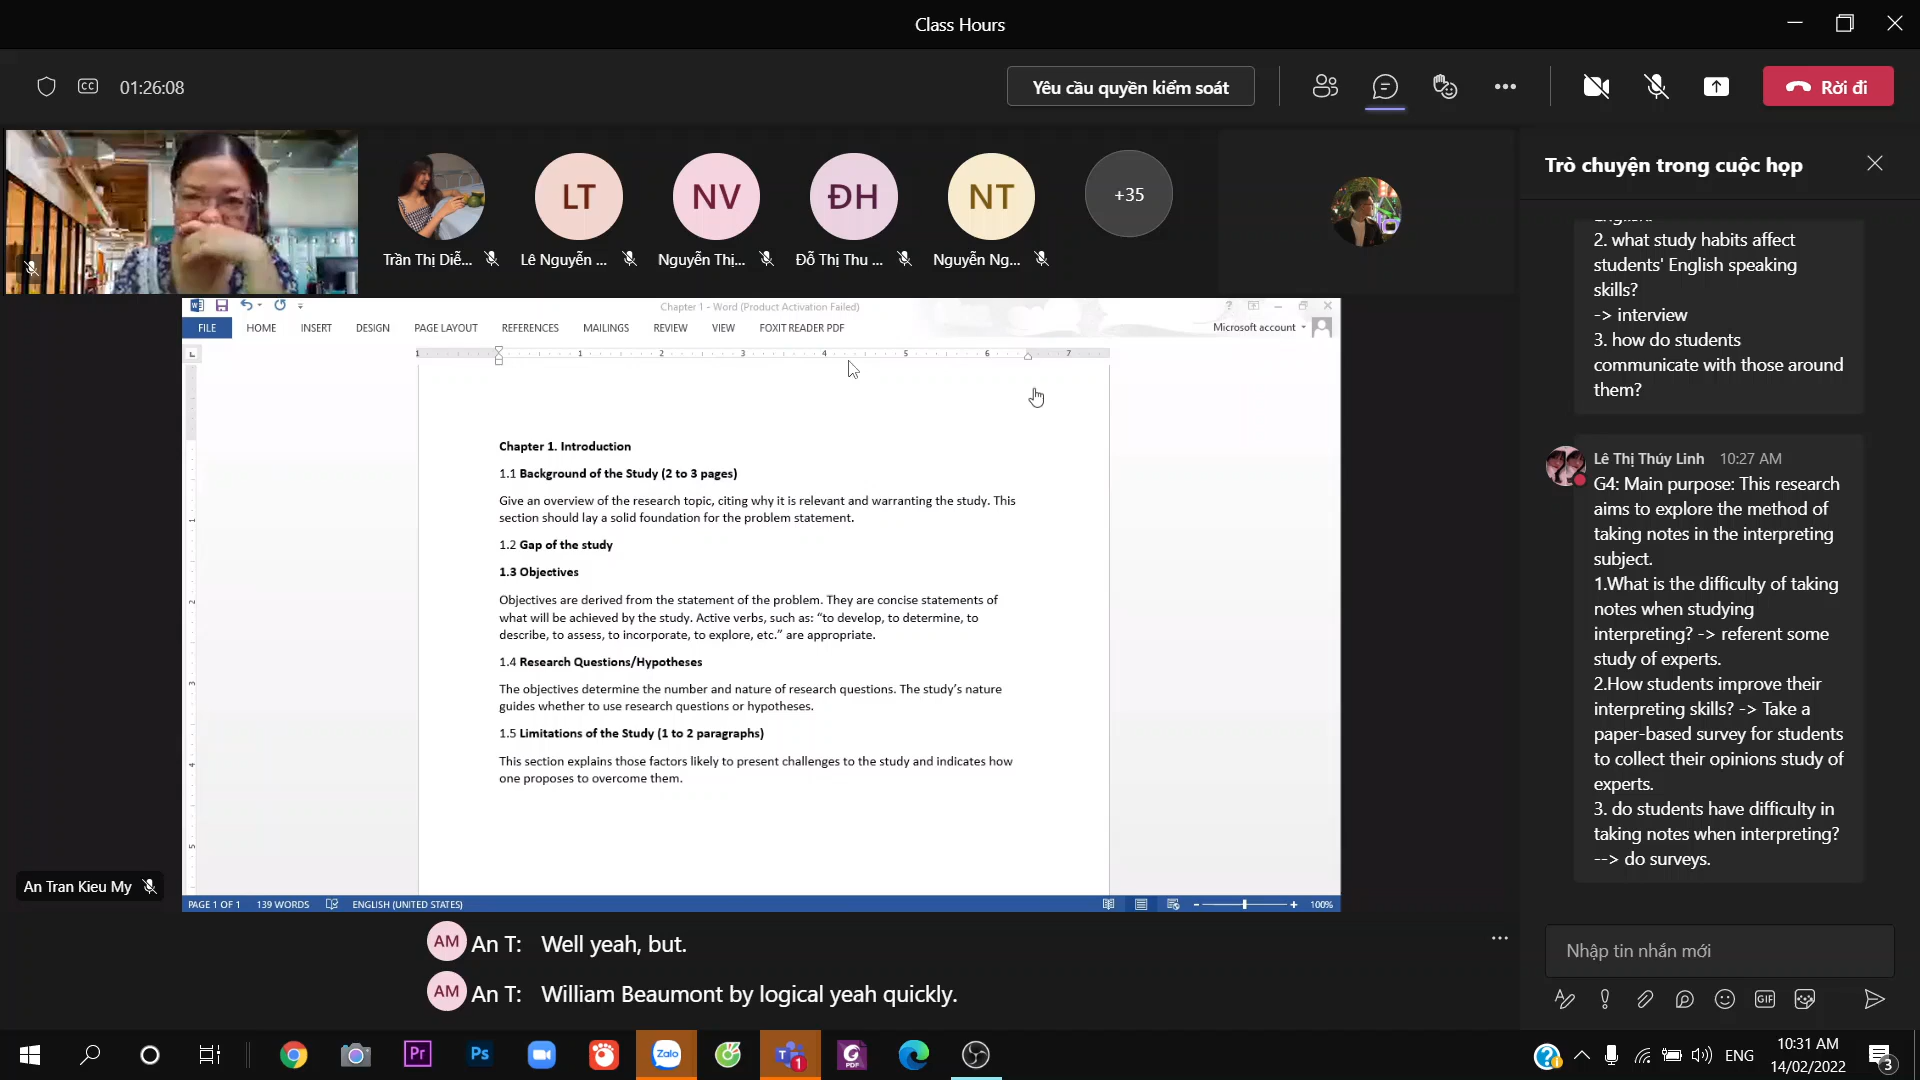 Class Hours
CC
01:26:08
Yêu cầu quyền kiểm soát
Rời đi
LT
NV
ĐH
NT
+35
Trần Thị Diễ...
Lê Nguyễn ...
Nguyễn Thị...
Đỗ Thị Thu ...
Nguyễn Ng...
Trò chuyện trong cuộc họp
2. what study habits affect
students' English speaking
skills?
-> interview
3. how do students
communicate with those around
them?
Lê Thị Thúy Linh 10:27 AM
G4: Main purpose: This research
aims to explore the method of
taking notes in the interpreting
subject.
1.What is the difficulty of taking
notes when studying
interpreting? -> referent some
study of experts.
2.How students improve their
interpreting skills? -> Take a
paper-based survey for students
to collect their opinions study of
experts.
3. do students have difficulty in
taking notes when interpreting?
--> do surveys.
Nhập tin nhắn mới
GIF
Chapter 1 - Word (Product Activation Failed)
FILE HOME INSERT DESIGN PAGE LAYOUT REFERENCES MAILINGS REVIEW VIEW FOXIT READER PDF Microsoft account
1 1 2 3 4 5 6 7
Chapter 1. Introduction
1.1 Background of the Study (2 to 3 pages)
Give an overview of the research topic, citing why it is relevant and warranting the study. This
section should lay a solid foundation for the problem statement.
1.2 Gap of the study
1.3 Objectives
Objectives are derived from the statement of the problem. They are concise statements of
what will be achieved by the study. Active verbs, such as: “to develop, to determine, to
describe, to assess, to incorporate, to explore, etc.” are appropriate.
1.4 Research Questions/Hypotheses
The objectives determine the number and nature of research questions. The study’s nature
guides whether to use research questions or hypotheses.
1.5 Limitations of the Study (1 to 2 paragraphs)
This section explains those factors likely to present challenges to the study and indicates how
one proposes to overcome them.
An Tran Kieu My
PAGE 1 OF 1 139 WORDS ENGLISH (UNITED STATES) 100%
AM An T: Well yeah, but.
AM An T: William Beaumont by logical yeah quickly.
Pr
Ps
Zalo
1
PDF
ENG
10:31 AM
14/02/2022
3